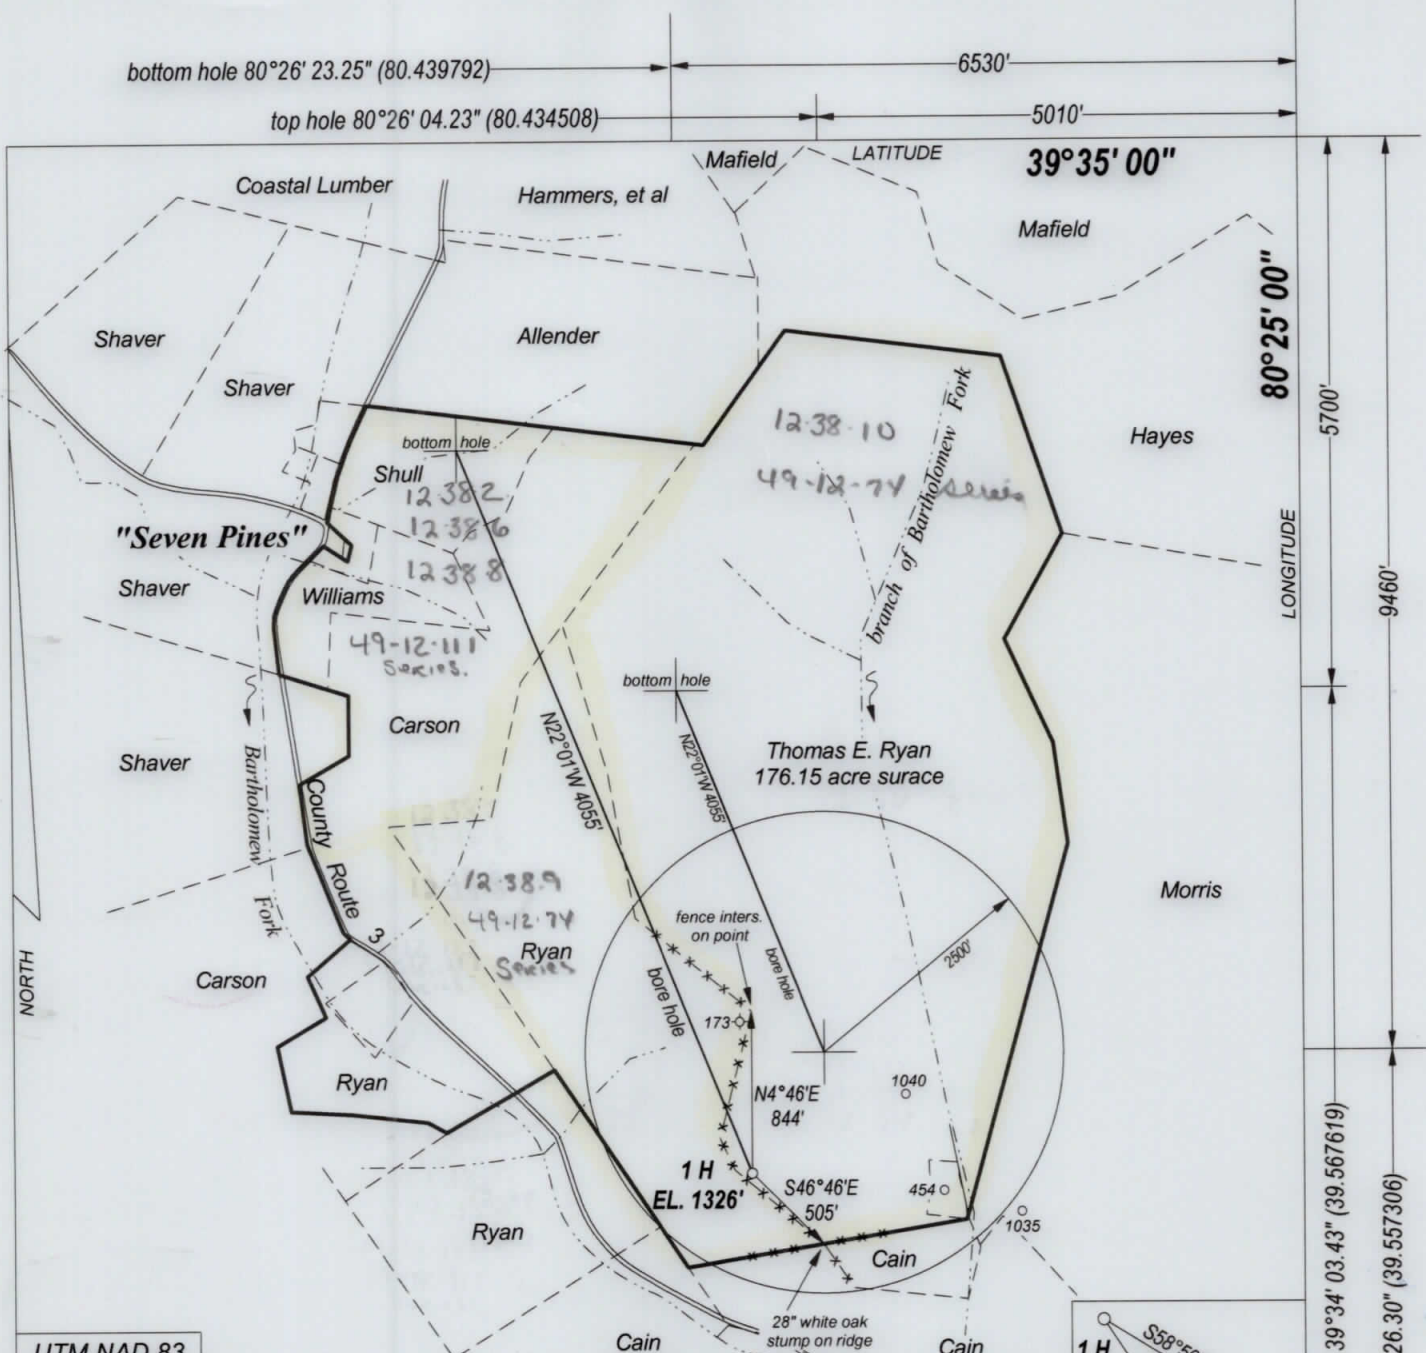 bottom hole 80°26' 23.25" (80.439792)
6530'
top hole 80°26' 04.23" (80.434508)
5010'
LATITUDE
39°35' 00"
Mafield
Coastal Lumber
Hammers, et al
Mafield
80°25' 00"
Shaver
Allender
Shaver
5700'
9460'
LONGITUDE
Hayes
12-38-10
49-12-74 series
branch of Bartholomew Fork
bottom hole
Shull
12 38 2
12 38 6
12 38 8
"Seven Pines"
Shaver
Williams
49-12-111
Series.
bottom hole
N22°01'W 4055'
N22°01'W 4055'
Carson
Thomas E. Ryan
176.15 acre surace
Shaver
Bartholomew Fork
County Route 3
12-38.9
49-12-74
Ryan
Series
fence inters.
on point
bore hole
bore hole
2500'
Morris
NORTH
Carson
173
1040
N4°46'E
844'
Ryan
1 H
EL. 1326'
S46°46'E
505'
454
1035
Ryan
Cain
28" white oak
stump on ridge
Cain
Cain
39°34' 03.43" (39.567619)
26.30" (39.557306)
UTM NAD 83
1 H